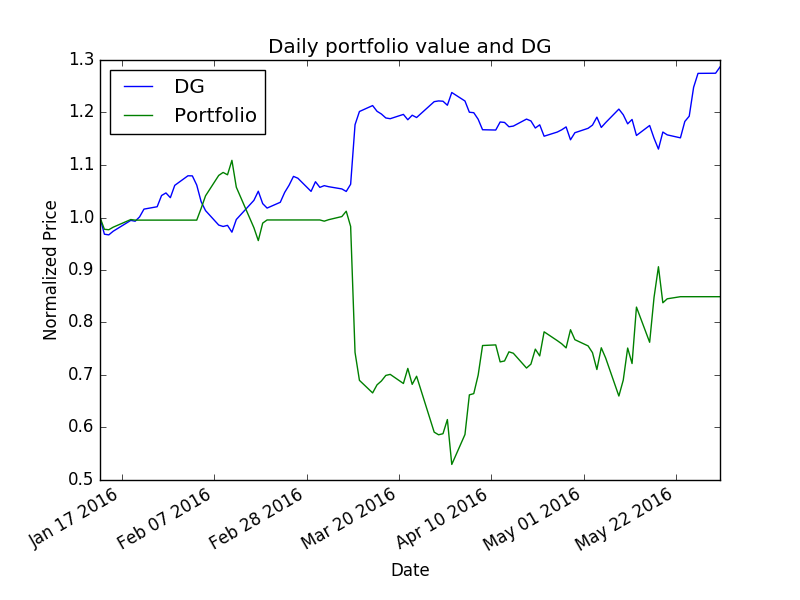 Daily portfolio value and DG
DG
Portfolio
1.3
1.2
1.1
1.0
0.9
0.8
0.7
0.6
0.5
Normalized Price
Jan 17 2016
Feb 07 2016
Feb 28 2016
Mar 20 2016
Apr 10 2016
May 01 2016
May 22 2016
Date